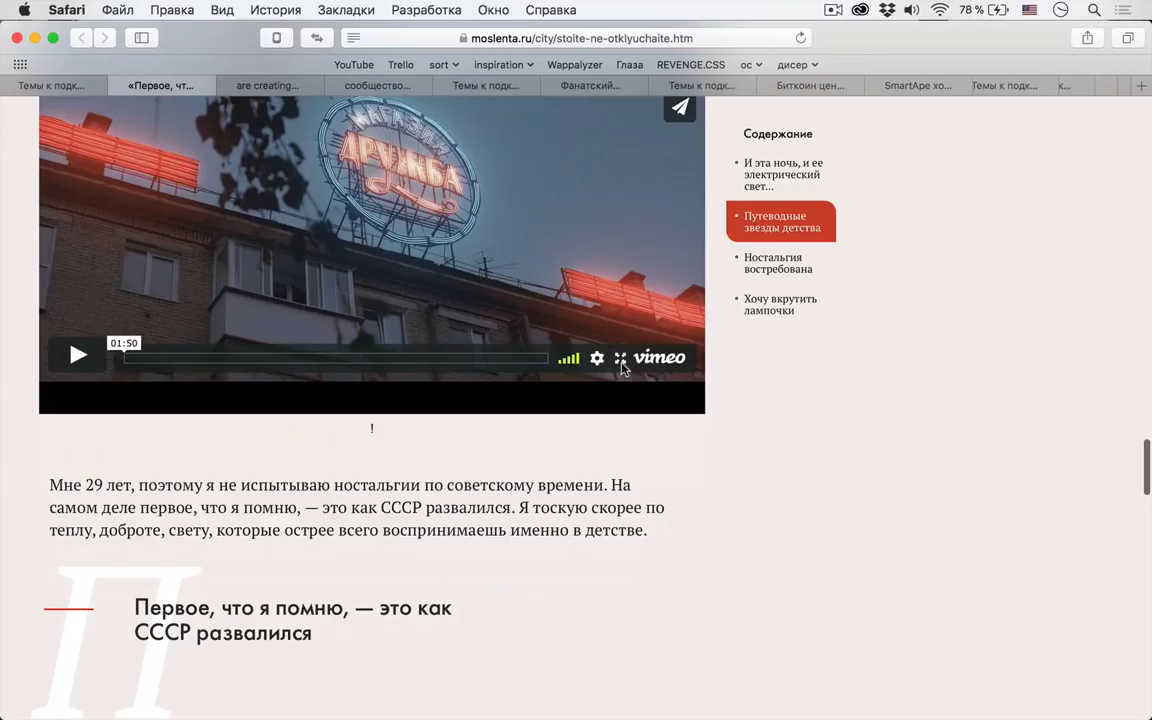 Safari Файл Правка Вид История Закладки Разработка Окно Справка 78 %
moslenta.ru/city/stoite-ne-otklyuchaite.htm
YouTube Trello sort inspiration Wappalyzer Глаза REVENGE.CSS ос дисер
Темы к подк... «Первое, чт... are creating... сообщество... Темы к подк... Фанатский... Темы к подк... Биткоин цен... SmartApe хо... Темы к подк... к...
МАГАЗИН
ДРУЖБА
01:50
vimeo
!
Содержание
И эта ночь, и ее
электрический
свет...
Путеводные
звезды детства
Ностальгия
востребована
Хочу вкрутить
лампочки
Мне 29 лет, поэтому я не испытываю ностальгии по советскому времени. На
самом деле первое, что я помню, — это как СССР развалился. Я тоскую скорее по
теплу, доброте, свету, которые острее всего воспринимаешь именно в детстве.
П
Первое, что я помню, — это как
СССР развалился